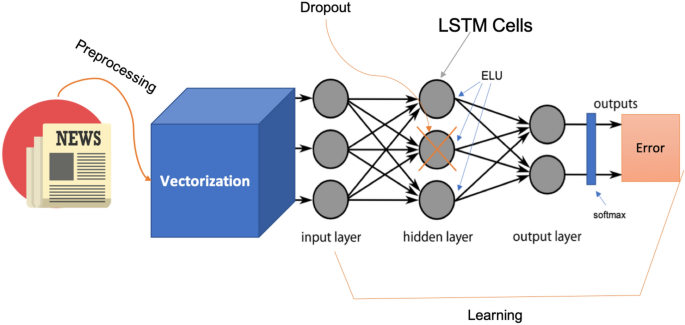 Dropout
LSTM Cells
Preprocessing
ELU
NEWS
outputs
Vectorization
Error
softmax
input layer
hidden layer
output layer
Learning